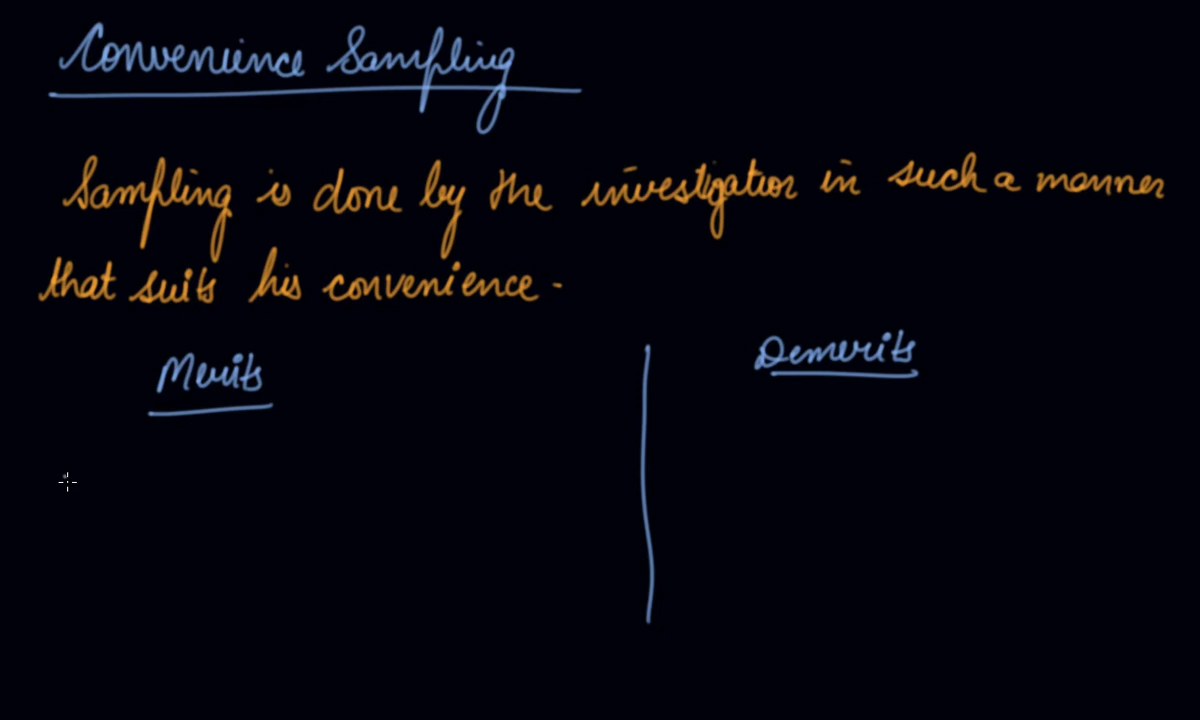 Convenience Sampling
Sampling is done by the investigator in such a manner
that suits his convenience.
Merits
Demerits